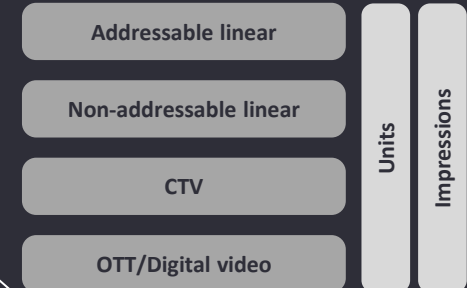 Addressable linear
Non-addressable linear
CTV
OTT/Digital video
Units
Impressions